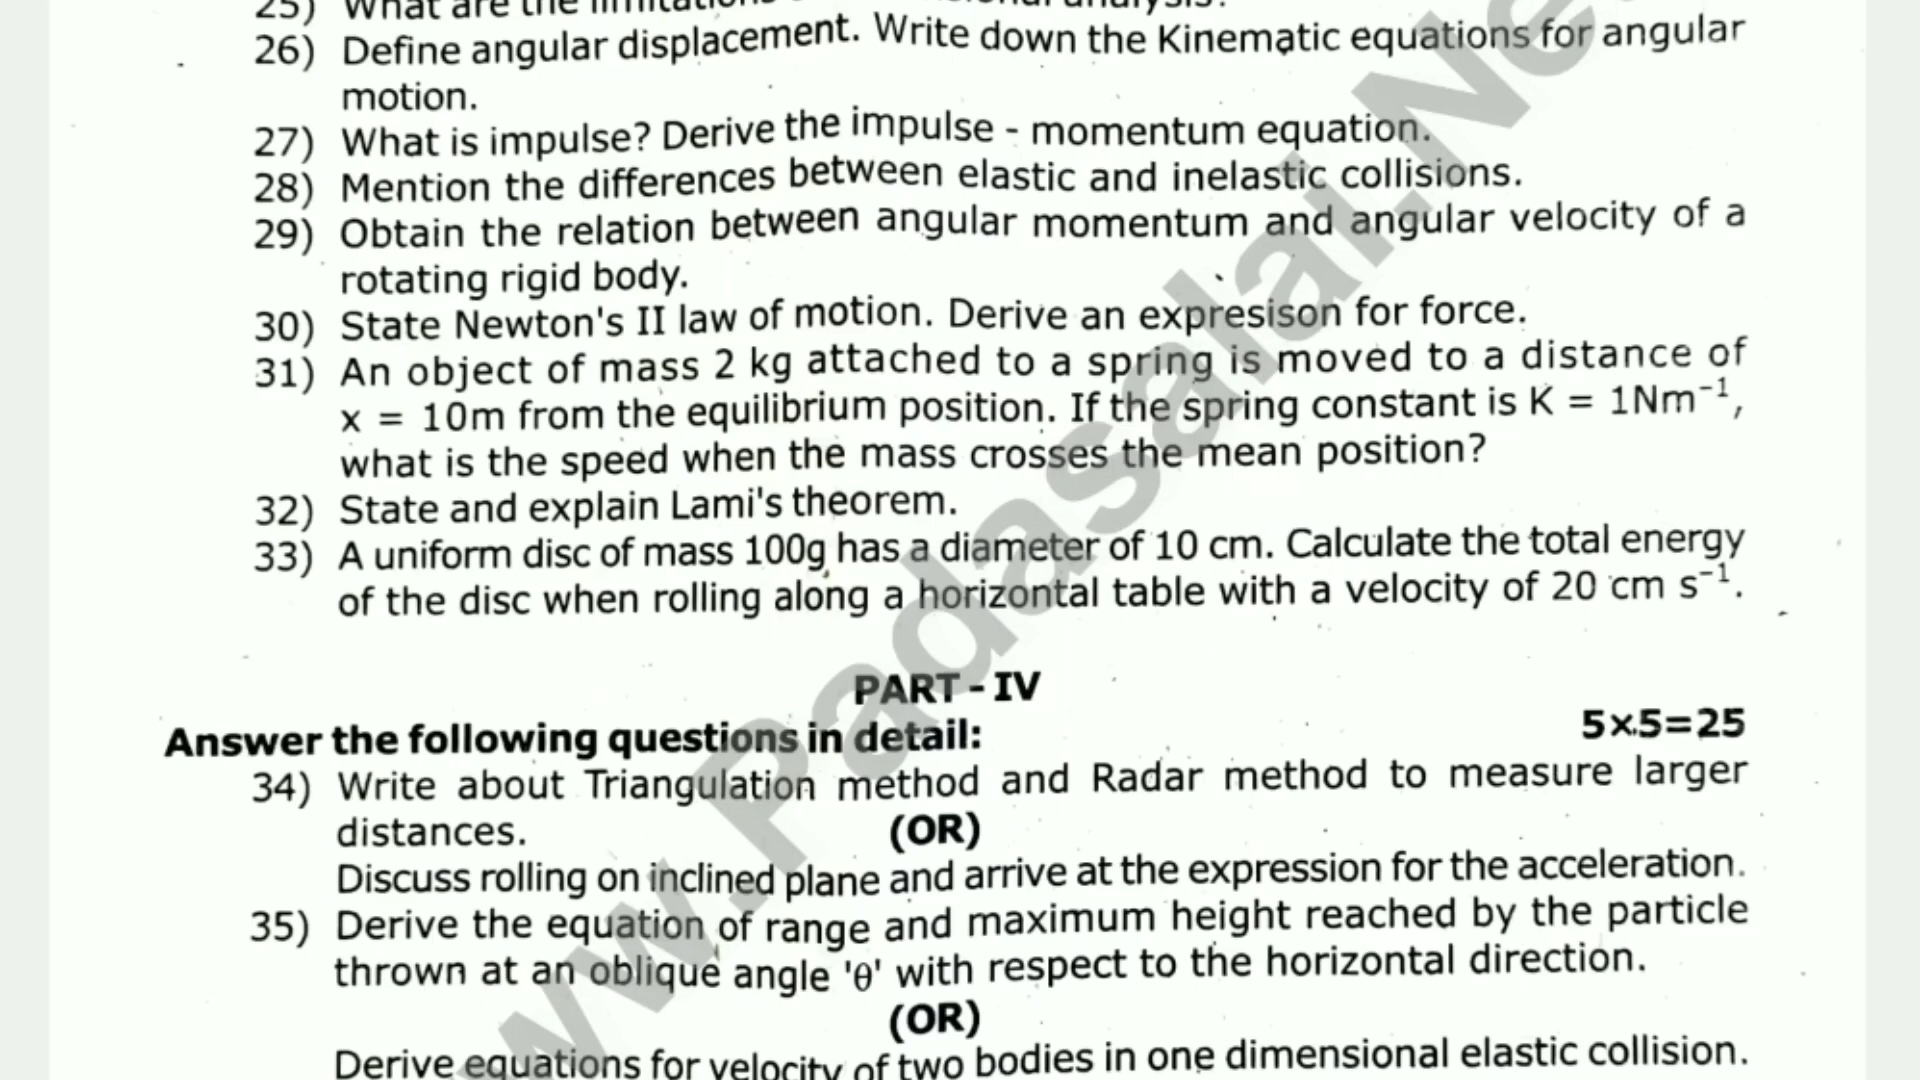 25) What are the limitations of dimensional analysis?
26) Define angular displacement. Write down the Kinematic equations for angular
motion.
27) What is impulse? Derive the impulse - momentum equation.
28) Mention the differences between elastic and inelastic collisions.
29) Obtain the relation between angular momentum and angular velocity of a
rotating rigid body.
30) State Newton's II law of motion. Derive an expresison for force.
31) An object of mass 2 kg attached to a spring is moved to a distance of
x = 10m from the equilibrium position. If the spring constant is K = 1Nm⁻¹,
what is the speed when the mass crosses the mean position?
32) State and explain Lami's theorem.
33) A uniform disc of mass 100g has a diameter of 10 cm. Calculate the total energy
of the disc when rolling along a horizontal table with a velocity of 20 cm s⁻¹.
PART - IV
Answer the following questions in detail: 5×5=25
34) Write about Triangulation method and Radar method to measure larger
distances. (OR)
Discuss rolling on inclined plane and arrive at the expression for the acceleration.
35) Derive the equation of range and maximum height reached by the particle
thrown at an oblique angle 'θ' with respect to the horizontal direction.
(OR)
Derive equations for velocity of two bodies in one dimensional elastic collision.
w.Padasalai.Ne